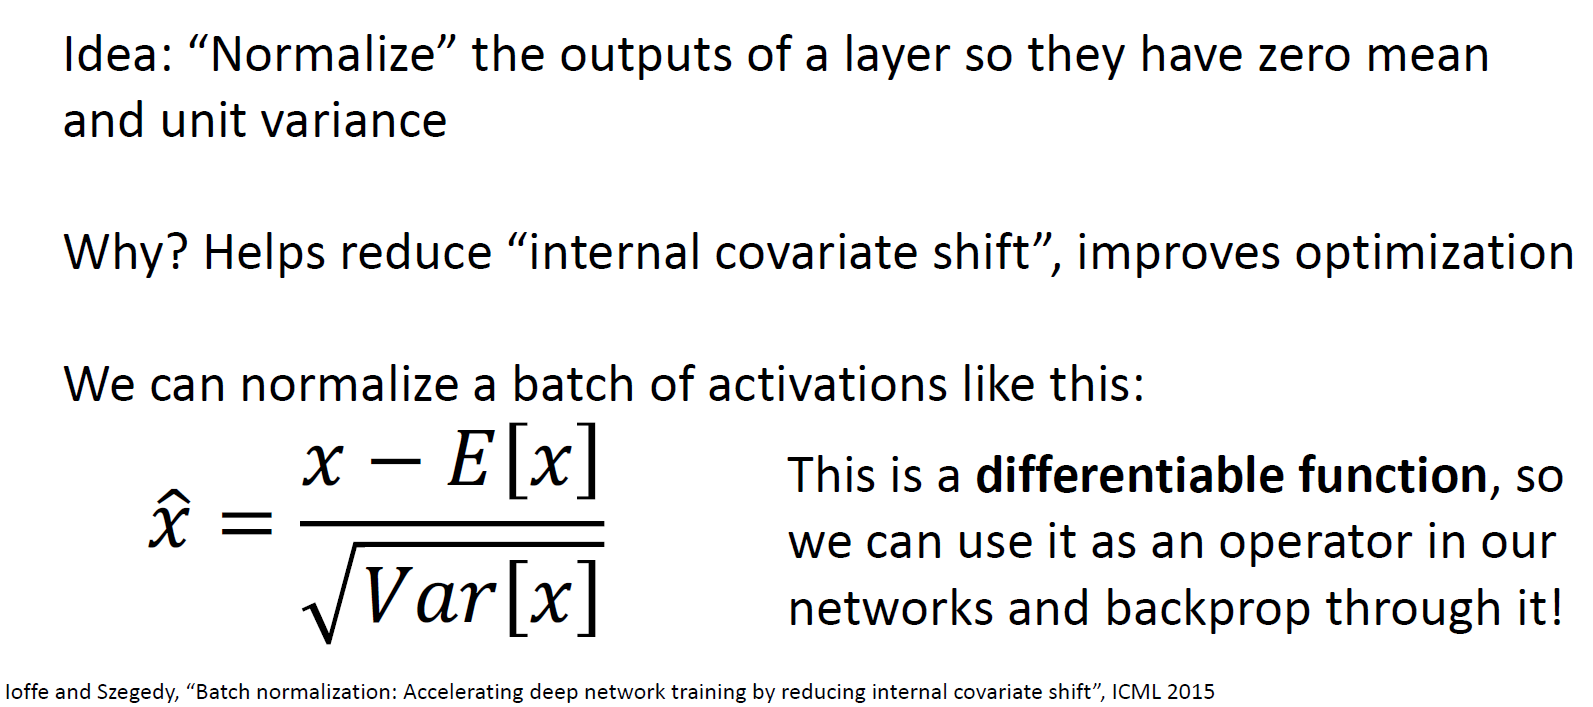 Idea: “Normalize” the outputs of a layer so they have zero mean
and unit variance
Why? Helps reduce “internal covariate shift”, improves optimization
We can normalize a batch of activations like this:
x̂ = (x − E[x]) / √Var[x]
This is a differentiable function, so
we can use it as an operator in our
networks and backprop through it!
Ioffe and Szegedy, “Batch normalization: Accelerating deep network training by reducing internal covariate shift”, ICML 2015